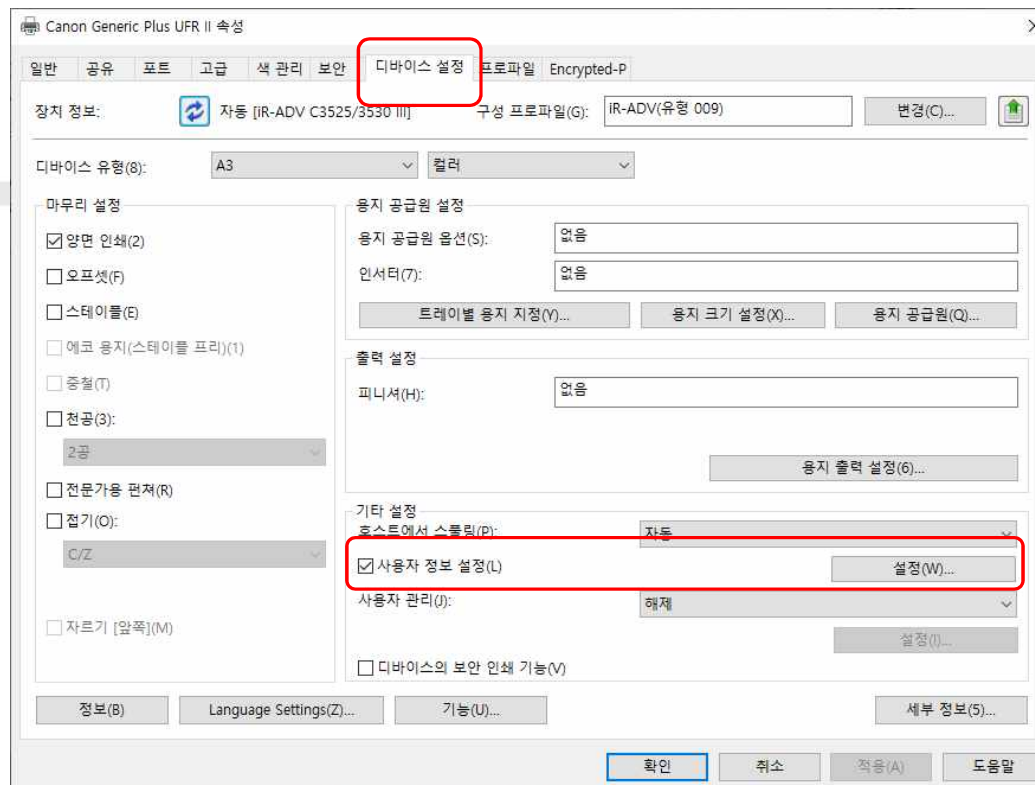 Canon Generic Plus UFR II 속성
일반 공유 포트 고급 색 관리 보안 디바이스 설정 프로파일 Encrypted-P
장치 정보: 자동 [iR-ADV C3525/3530 III] 구성 프로파일(G): iR-ADV(유형 009) 변경(C)...
디바이스 유형(8): A3 컬러
마무리 설정
양면 인쇄(2)
오프셋(F)
스테이플(E)
에코 용지(스테이플 프리)(1)
중철(T)
천공(3):
2공
전문가용 펀쳐(R)
접기(O):
C/Z
자르기 [앞쪽](M)
용지 공급원 설정
용지 공급원 옵션(S): 없음
인서터(7): 없음
트레이별 용지 지정(Y)... 용지 크기 설정(X)... 용지 공급원(Q)...
출력 설정
피니셔(H): 없음
용지 출력 설정(6)...
기타 설정
호스트에서 스풀링(P): 자동
사용자 정보 설정(L) 설정(W)...
사용자 관리(J): 해제
설정(I)...
디바이스의 보안 인쇄 기능(V)
정보(B) Language Settings(Z)... 기능(U)... 세부 정보(5)...
확인 취소 적용(A) 도움말